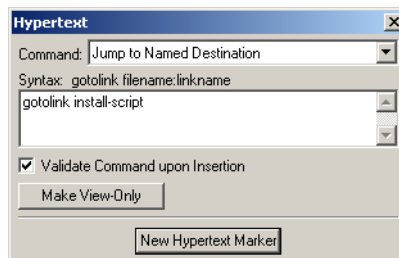 Hypertext
Command: Jump to Named Destination
Syntax: gotolink filename:linkname
gotolink install-script
Validate Command upon Insertion
Make View-Only
New Hypertext Marker